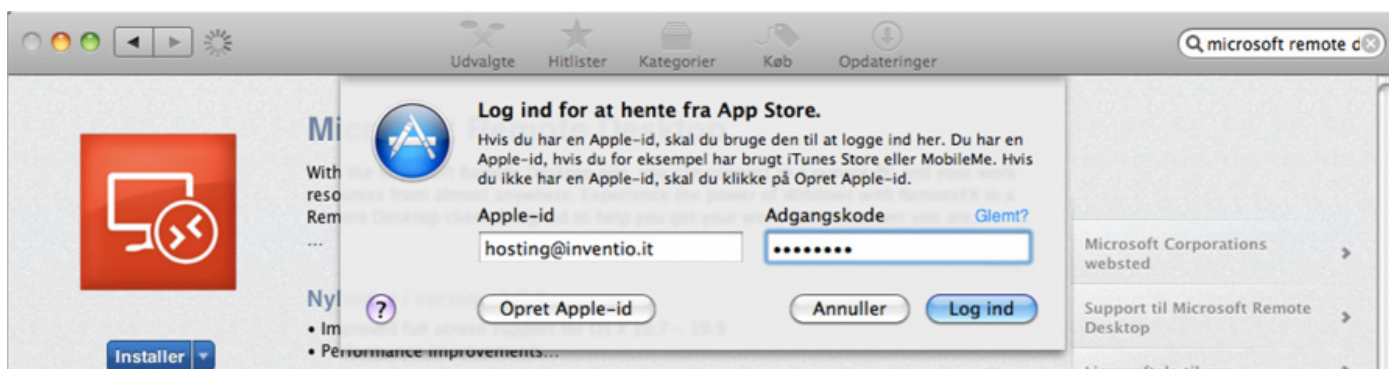 Udvalgte Hitlister Kategorier Køb Opdateringer
microsoft remote d
Log ind for at hente fra App Store.
Hvis du har en Apple-id, skal du bruge den til at logge ind her. Du har en
Apple-id, hvis du for eksempel har brugt iTunes Store eller MobileMe. Hvis
du ikke har en Apple-id, skal du klikke på Opret Apple-id.
Apple-id Adgangskode Glemt?
hosting@inventio.it ••••••••
? Opret Apple-id Annuller Log ind
Mi
With
reso
Rem
...
Ny
• Im
• Performance improvements...
Installer
Microsoft Corporations
websted
Support til Microsoft Remote
Desktop